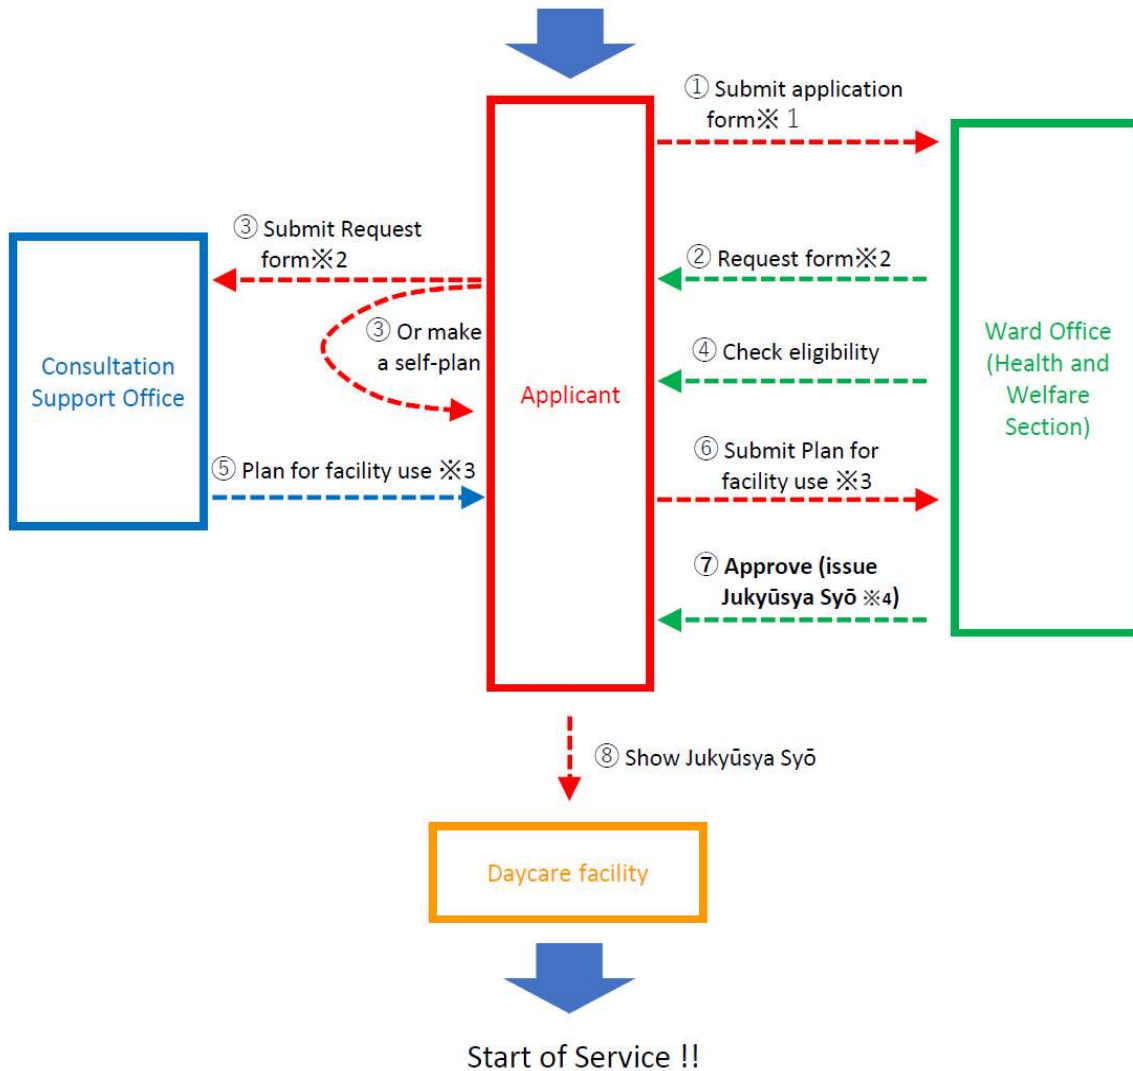 ① Submit application
form※ 1
③ Submit Request
form※2
② Request form※2
③ Or make
a self-plan
④ Check eligibility
Consultation
Support Office
Applicant
Ward Office
(Health and
Welfare
Section)
⑤ Plan for facility use ※3
⑥ Submit Plan for
facility use ※3
⑦ Approve (issue
Jukyūsya Syō ※4)
⑧ Show Jukyūsya Syō
Daycare facility
Start of Service !!